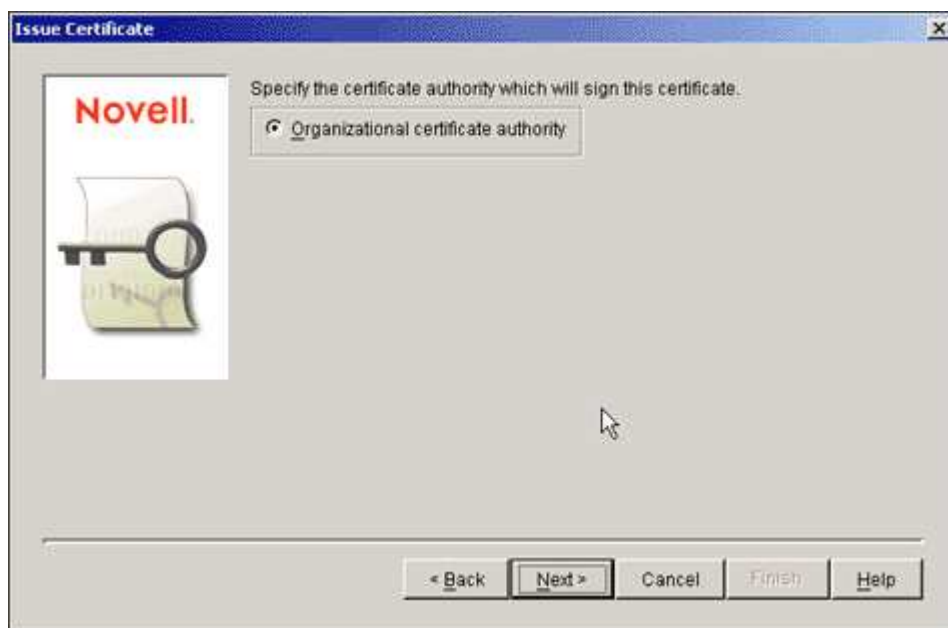 Issue Certificate
Novell.
Specify the certificate authority which will sign this certificate.
Organizational certificate authority
< Back
Next >
Cancel
Finish
Help